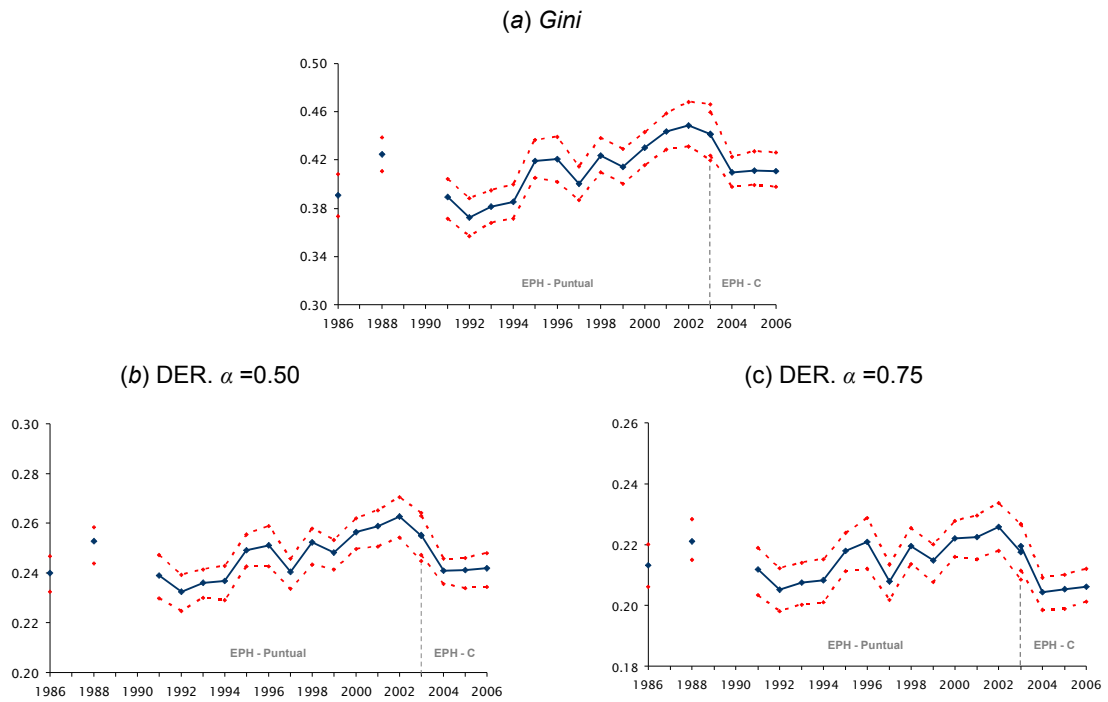 (a) Gini
0.50
0.46
0.42
0.38
0.34
0.30
EPH - Puntual EPH - C
1986 1988 1990 1992 1994 1996 1998 2000 2002 2004 2006
(b) DER. α =0.50
0.30
0.28
0.26
0.24
0.22
0.20
EPH - Puntual EPH - C
1986 1988 1990 1992 1994 1996 1998 2000 2002 2004 2006
(c) DER. α =0.75
0.26
0.24
0.22
0.20
0.18
EPH - Puntual EPH - C
1986 1988 1990 1992 1994 1996 1998 2000 2002 2004 2006